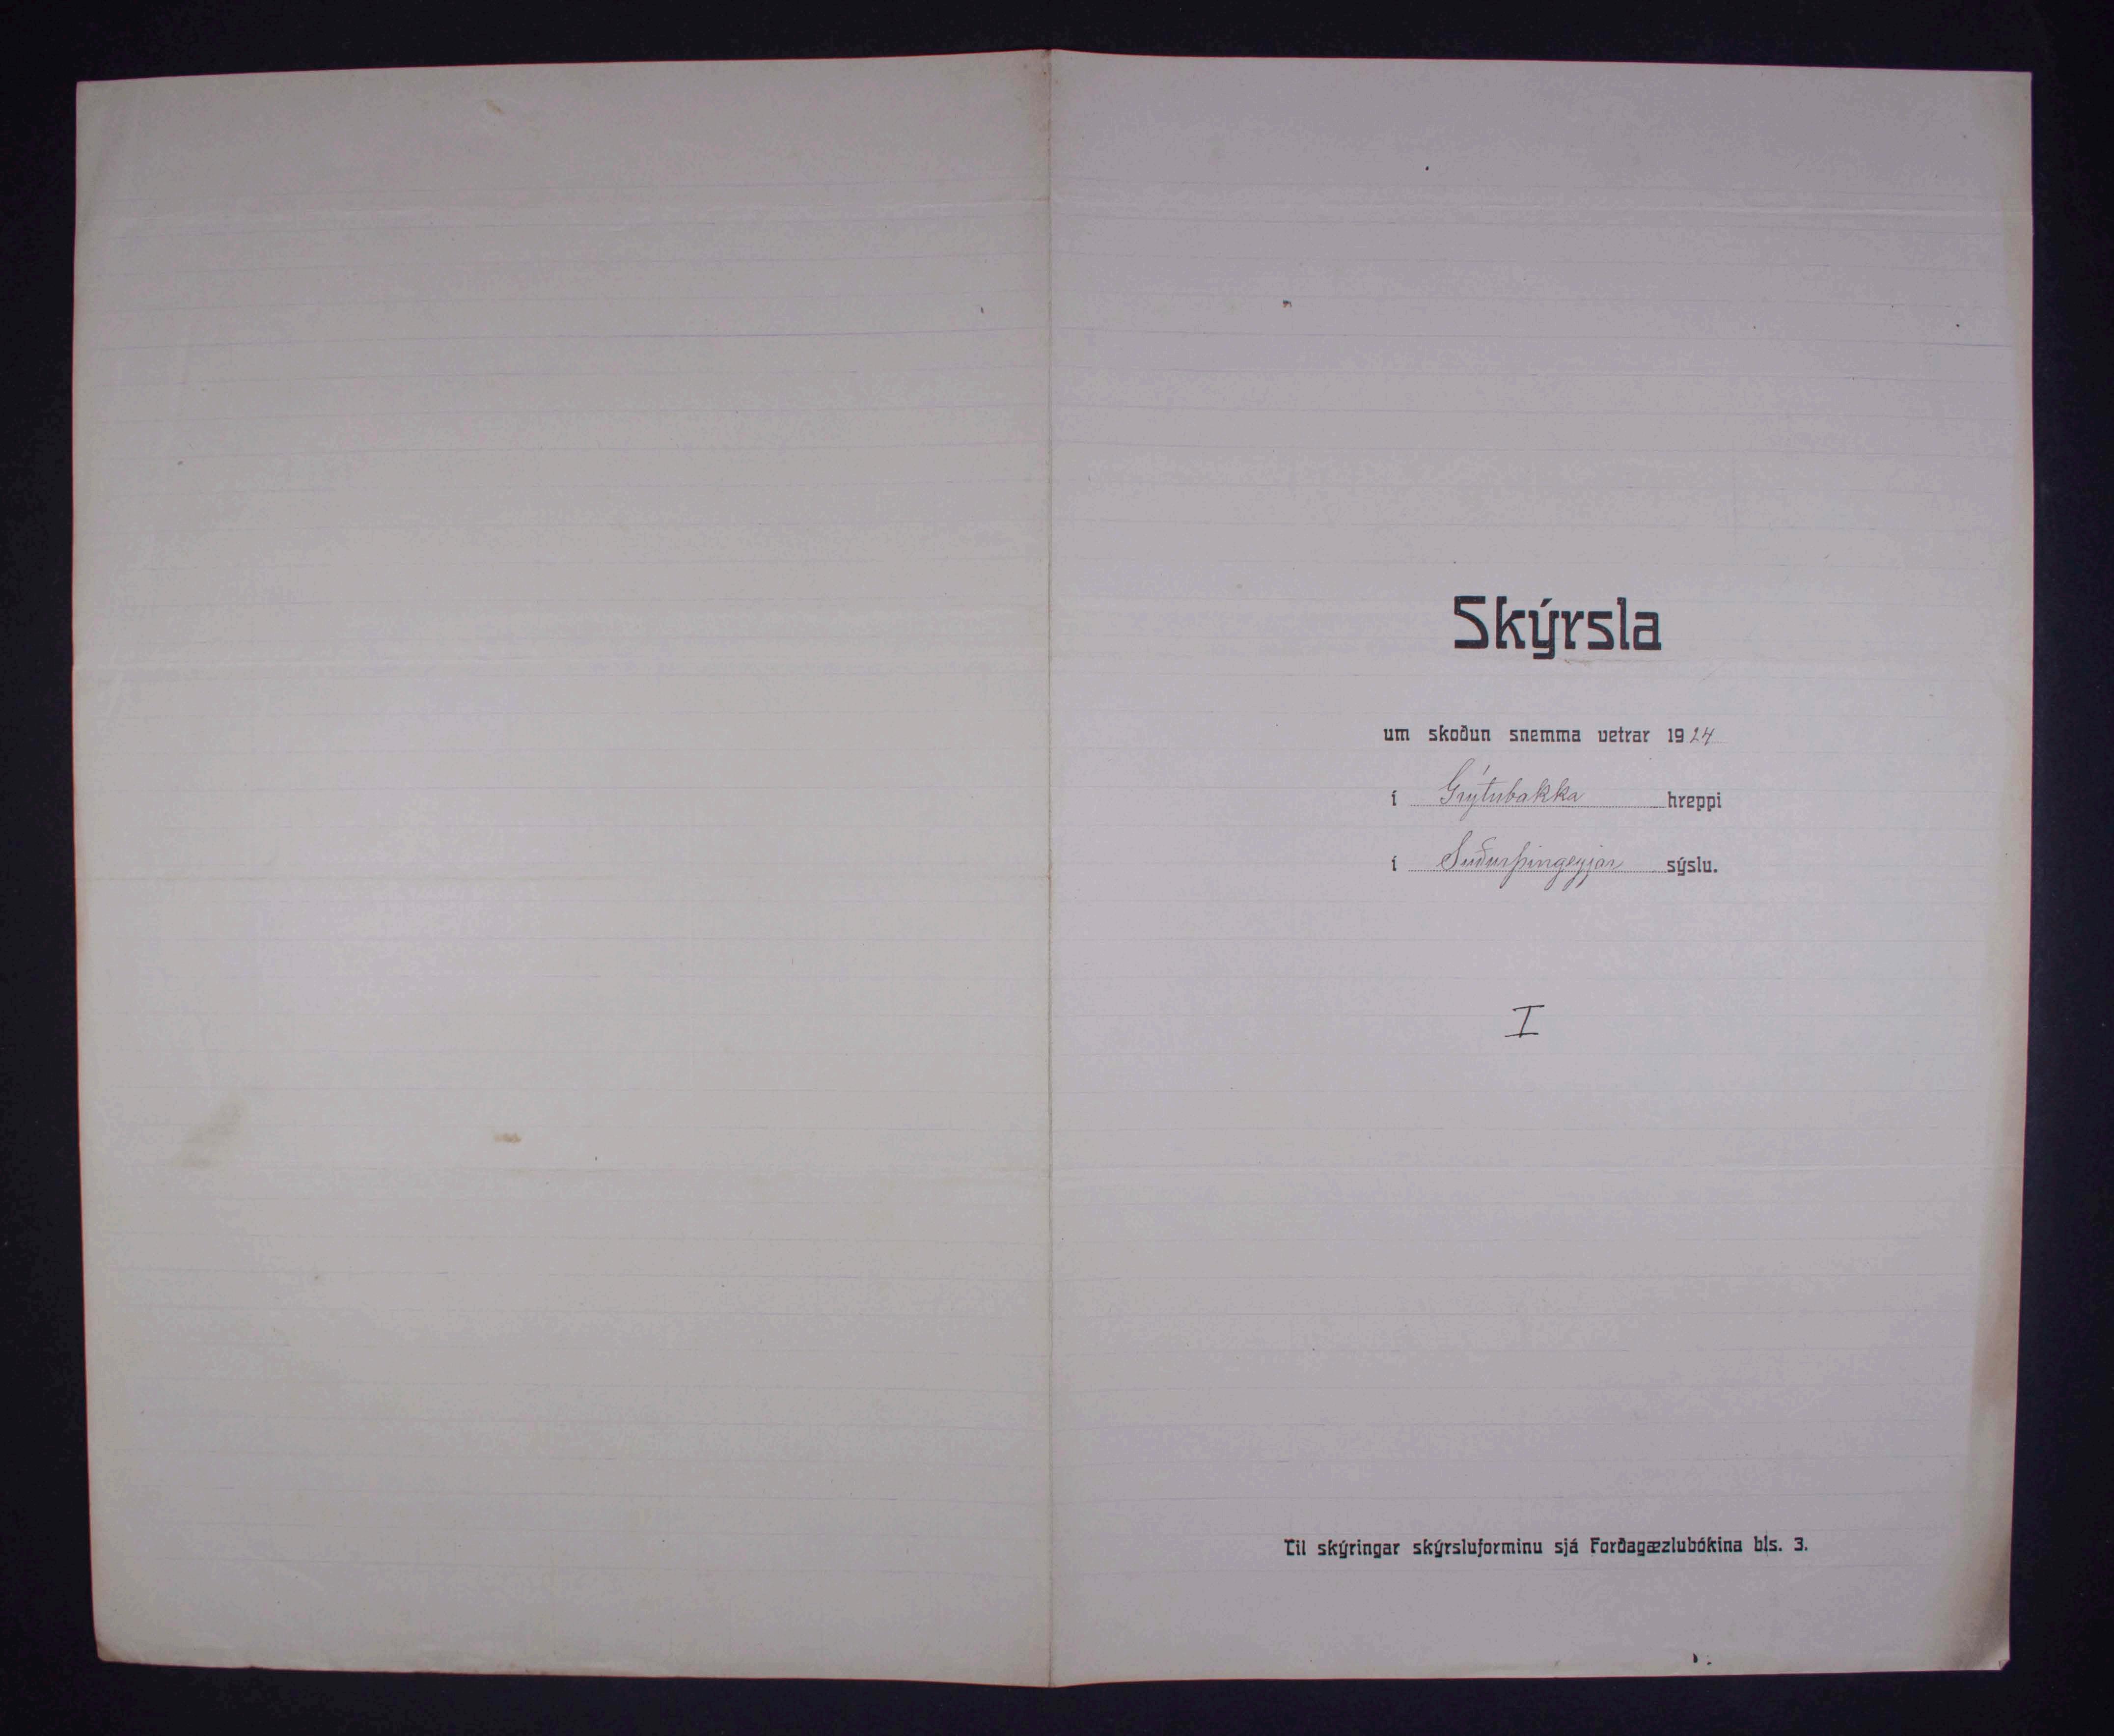 Skýrsla
um skoðun snemma vetrar 1924
í Grýtubakka hreppi
í Suðurþingeyjar sýslu.
I
Til skýringar skýrsluforminu sjá Forðagæzlubókina bls. 3.